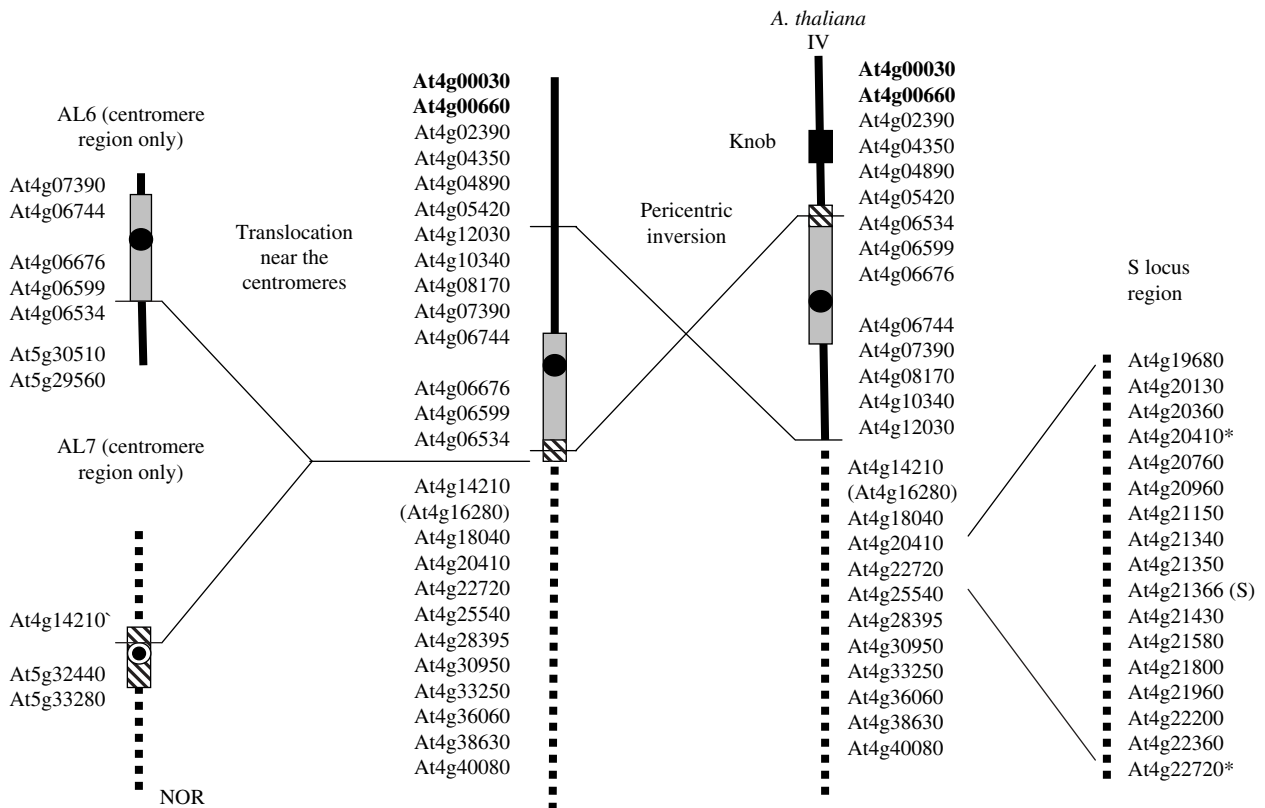 AL6 (centromere
region only)
At4g07390
At4g06744
At4g06676
At4g06599
At4g06534
At5g30510
At5g29560
AL7 (centromere
region only)
At4g14210`
At5g32440
At5g33280
NOR
Translocation
near the
centromeres
At4g00030
At4g00660
At4g02390
At4g04350
At4g04890
At4g05420
At4g12030
At4g10340
At4g08170
At4g07390
At4g06744
At4g06676
At4g06599
At4g06534
At4g14210
(At4g16280)
At4g18040
At4g20410
At4g22720
At4g25540
At4g28395
At4g30950
At4g33250
At4g36060
At4g38630
At4g40080
Pericentric
inversion
A. thaliana
IV
Knob
At4g00030
At4g00660
At4g02390
At4g04350
At4g04890
At4g05420
At4g06534
At4g06599
At4g06676
At4g06744
At4g07390
At4g08170
At4g10340
At4g12030
At4g14210
(At4g16280)
At4g18040
At4g20410
At4g22720
At4g25540
At4g28395
At4g30950
At4g33250
At4g36060
At4g38630
At4g40080
S locus
region
At4g19680
At4g20130
At4g20360
At4g20410*
At4g20760
At4g20960
At4g21150
At4g21340
At4g21350
At4g21366 (S)
At4g21430
At4g21580
At4g21800
At4g21960
At4g22200
At4g22360
At4g22720*